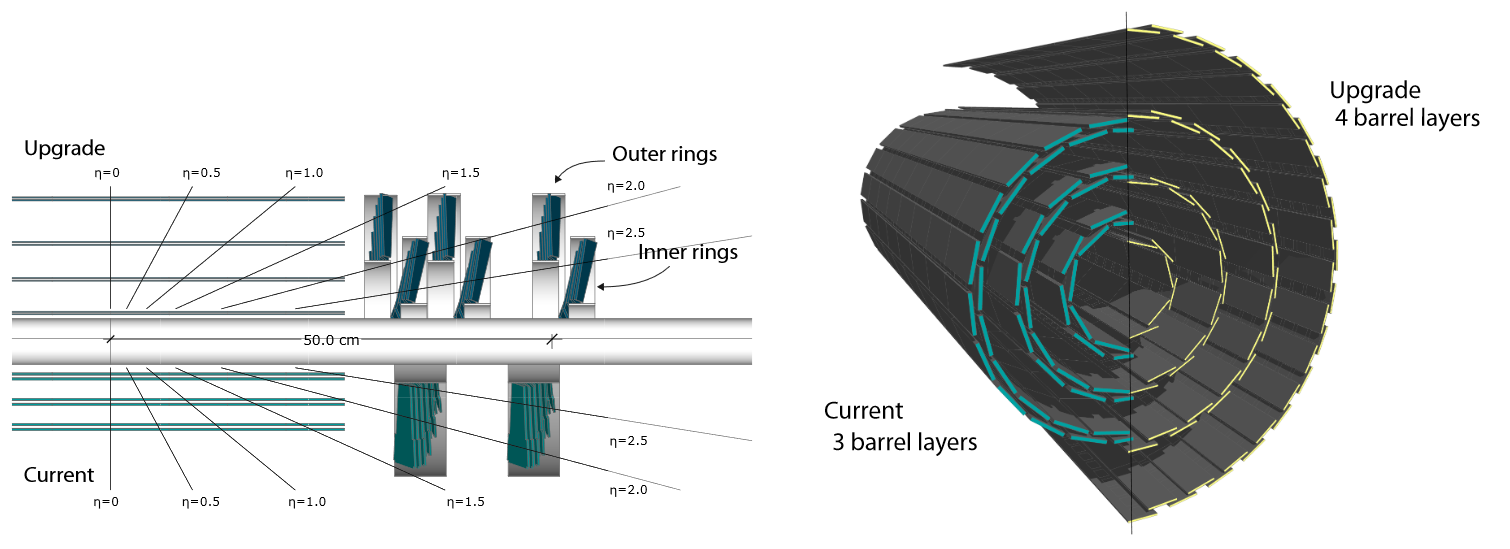 Upgrade
η=0
η=0.5
η=1.0
η=1.5
Outer rings
η=2.0
η=2.5
Inner rings
50.0 cm
η=2.5
Current
η=2.0
η=0
η=0.5
η=1.0
η=1.5
Upgrade
4 barrel layers
Current
3 barrel layers